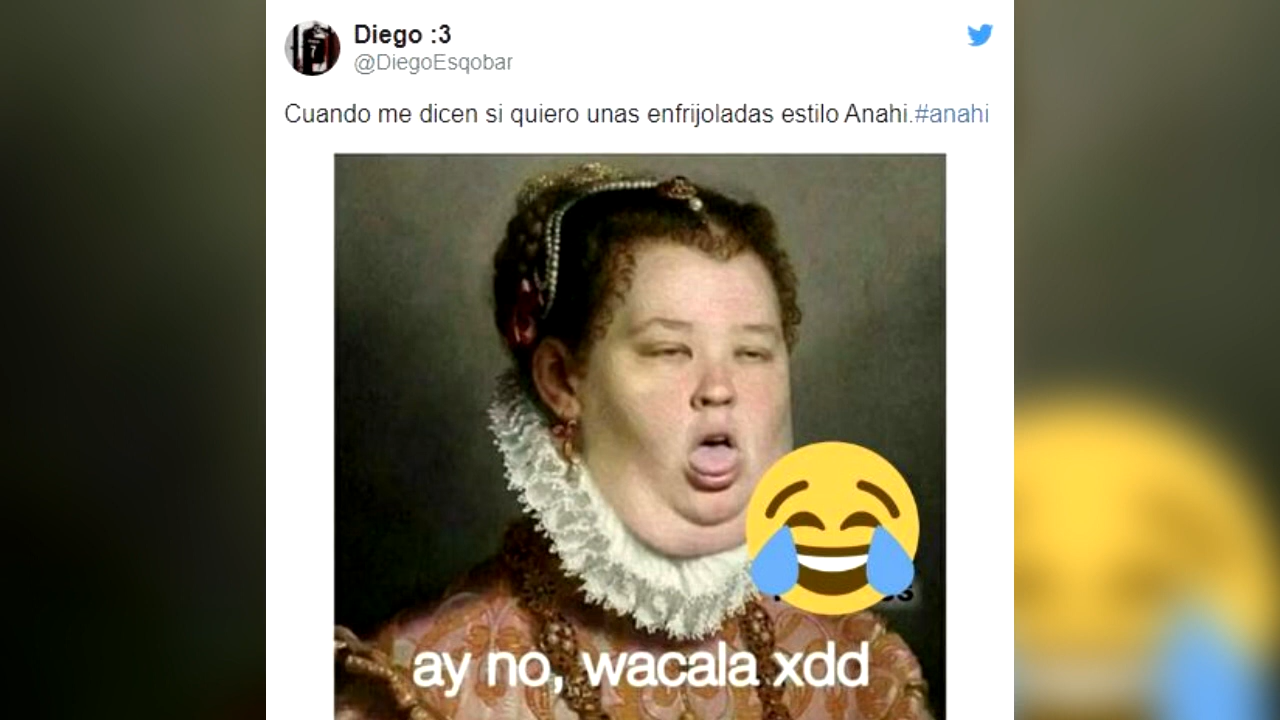 Diego :3
@DiegoEsqobar
Cuando me dicen si quiero unas enfrijoladas estilo Anahi.#anahi
ay no, wacala xdd